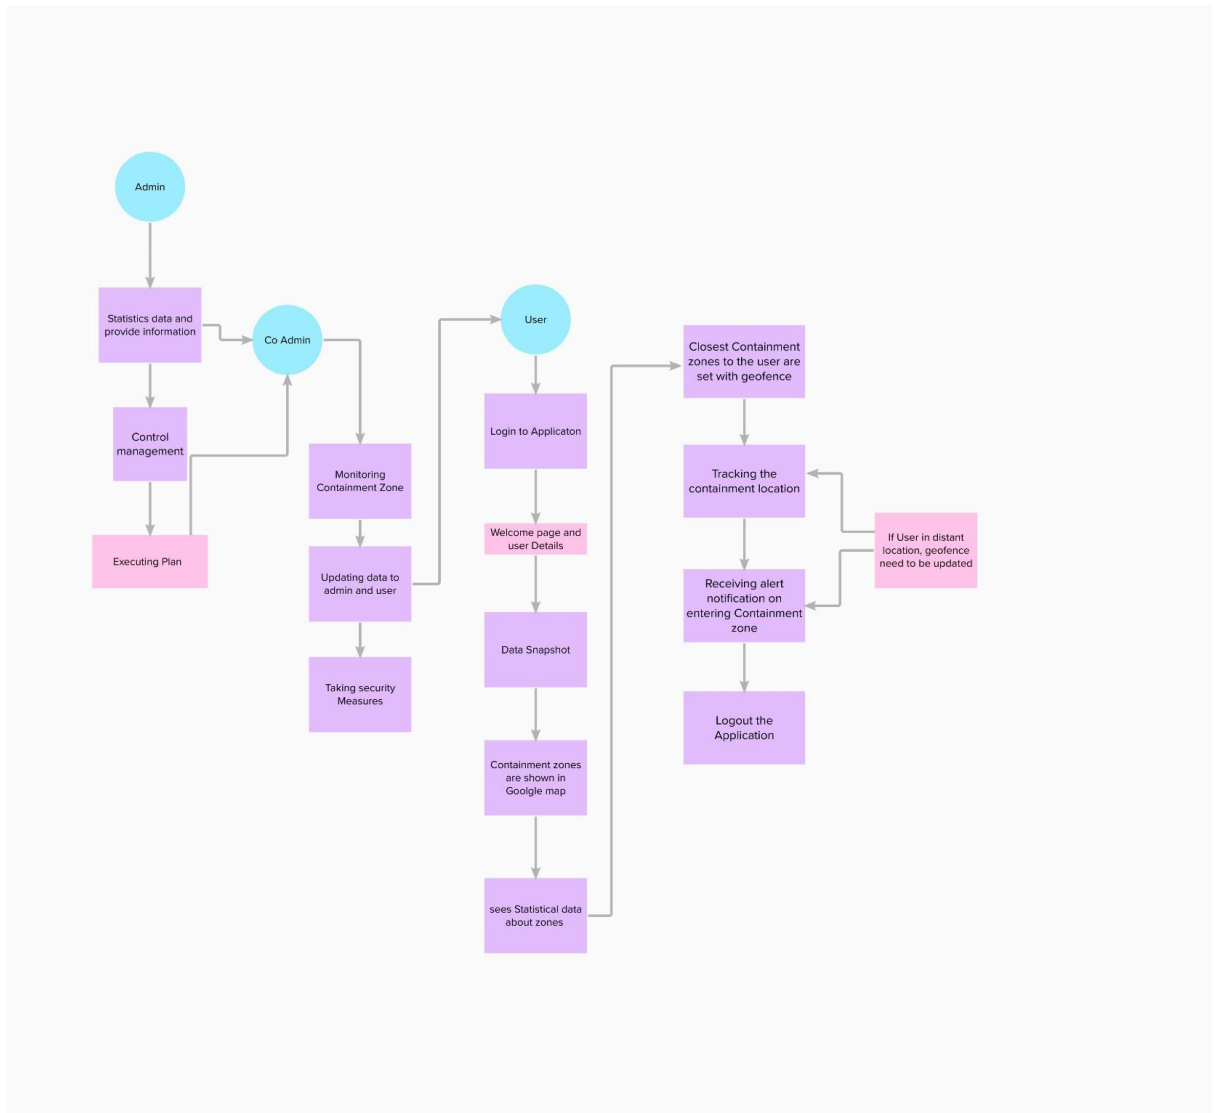 Admin
Statistics data and
provide information
Control
management
Executing Plan
Co Admin
Monitoring
Containment Zone
Updating data to
admin and user
Taking security
Measures
User
Login to Applicaton
Welcome page and
user Details
Data Snapshot
Containment zones
are shown in
Goolgle map
sees Statistical data
about zones
Closest Containment
zones to the user are
set with geofence
Tracking the
containment location
Receiving alert
notification on
entering Containment
zone
Logout the
Application
If User in distant
location, geofence
need to be updated